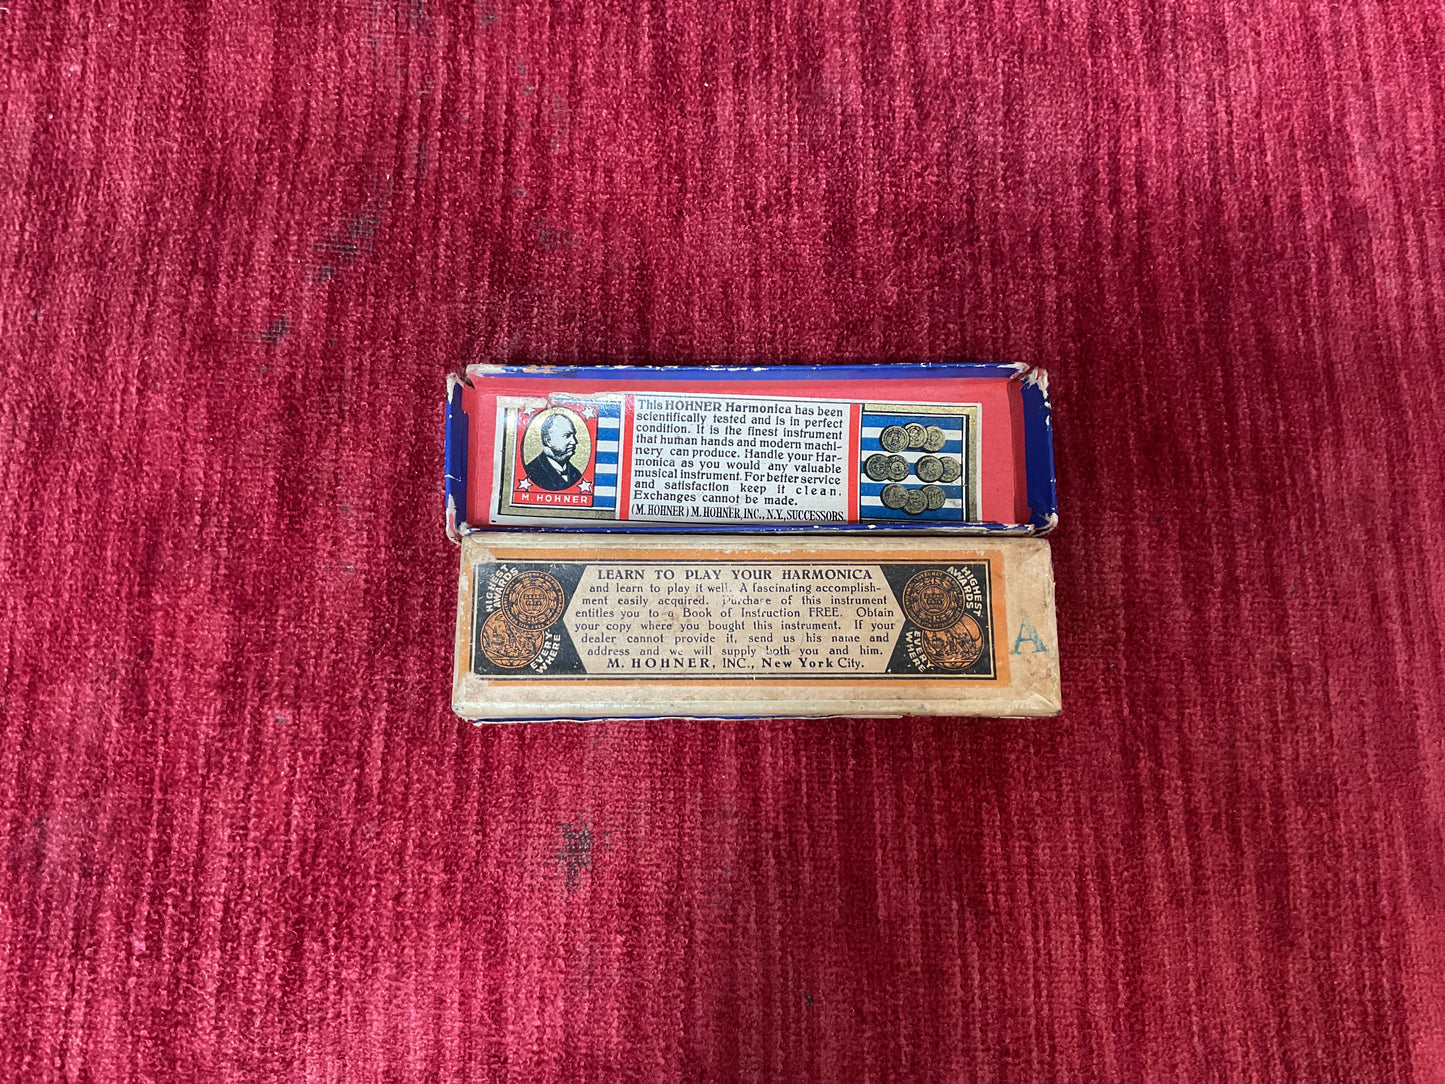 M. HOHNER
This HOHNER Harmonica has been
scientifically tested and is in perfect
condition. It is the finest instrument
that human hands and modern machi-
nery can produce. Handle your Har-
monica as you would any valuable
musical instrument. For better service
and satisfaction keep it clean.
Exchanges cannot be made.
(M. HOHNER) M. HOHNER, INC., N.Y., SUCCESSORS.
HIGHEST
AWARDS
EVERY
WHERE
LEARN TO PLAY YOUR HARMONICA
and learn to play it well. A fascinating accomplish-
ment easily acquired. Purchase of this instrument
entitles you to a Book of Instruction FREE. Obtain
your copy where you bought this instrument. If your
dealer cannot provide it, send us his name and
address and we will supply both you and him.
M. HOHNER, INC., New York City.
HIGHEST
AWARDS
EVERY
WHERE
A